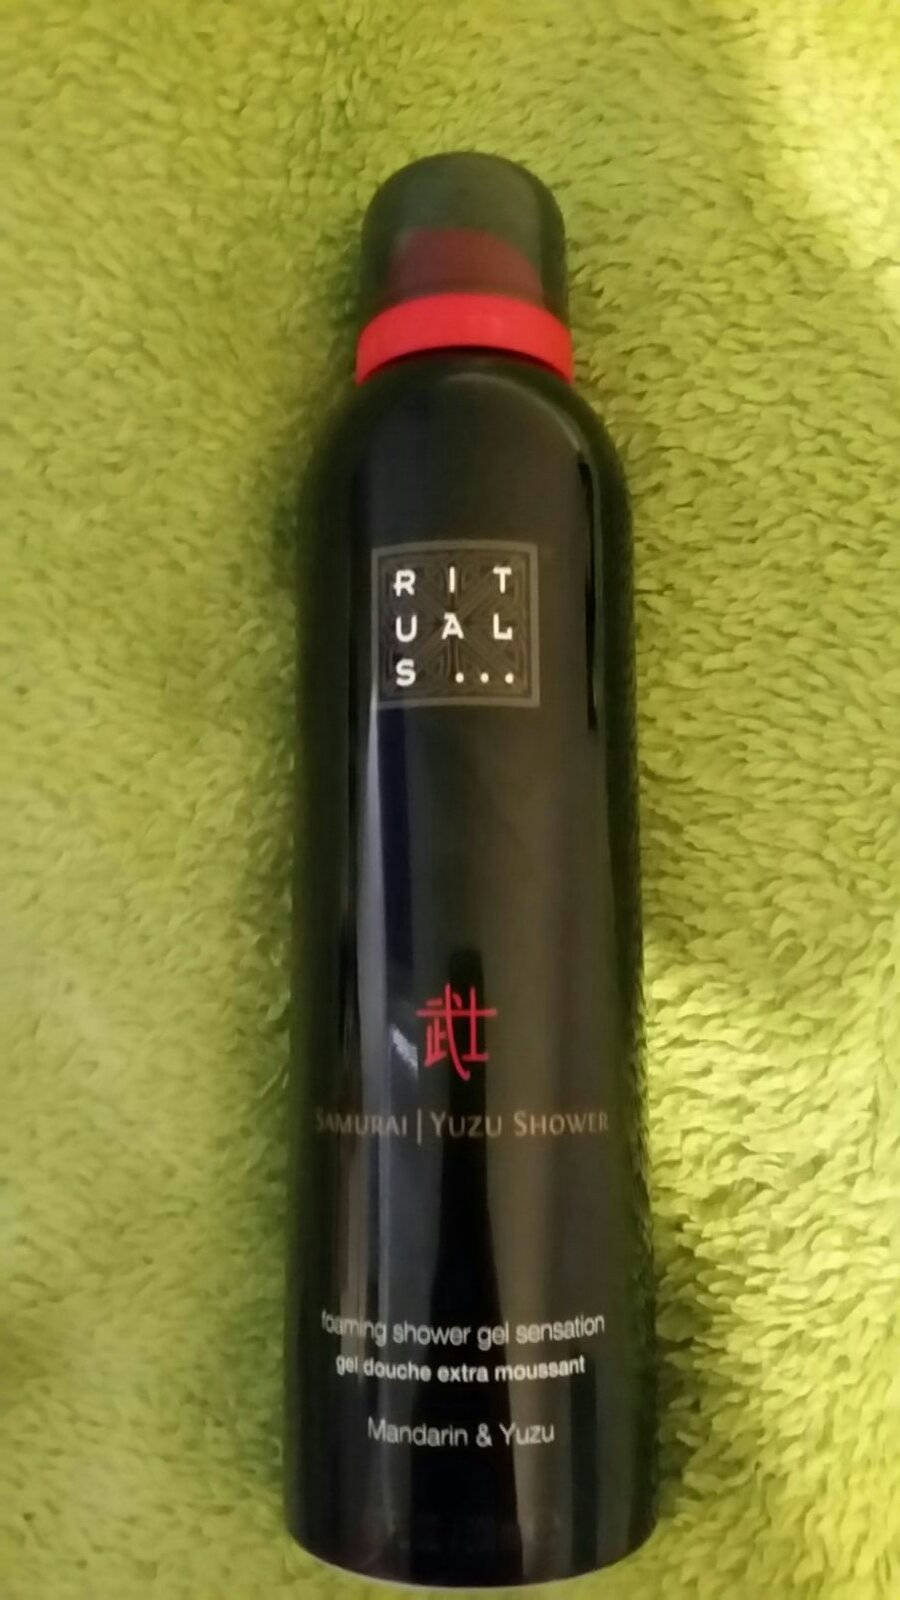 RIT
UAL
S...
武士
SAMURAI | YUZU SHOWER
foaming shower gel sensation
gel douche extra moussant
Mandarin & Yuzu